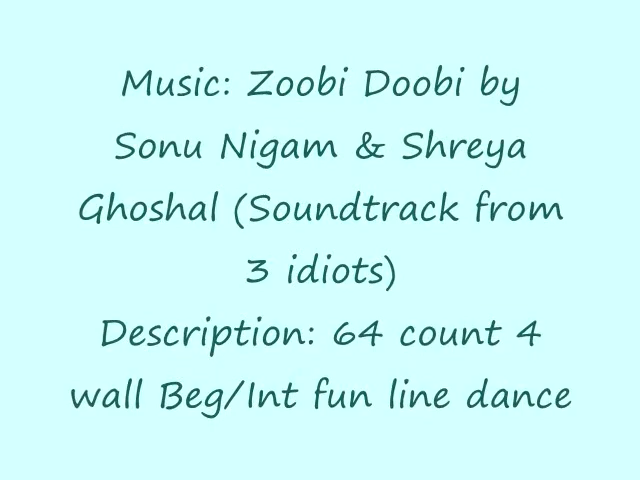 Music: Zoobi Doobi by
Sonu Nigam & Shreya
Ghoshal (Soundtrack from
3 idiots)
Description: 64 count 4
wall Beg/Int fun line dance